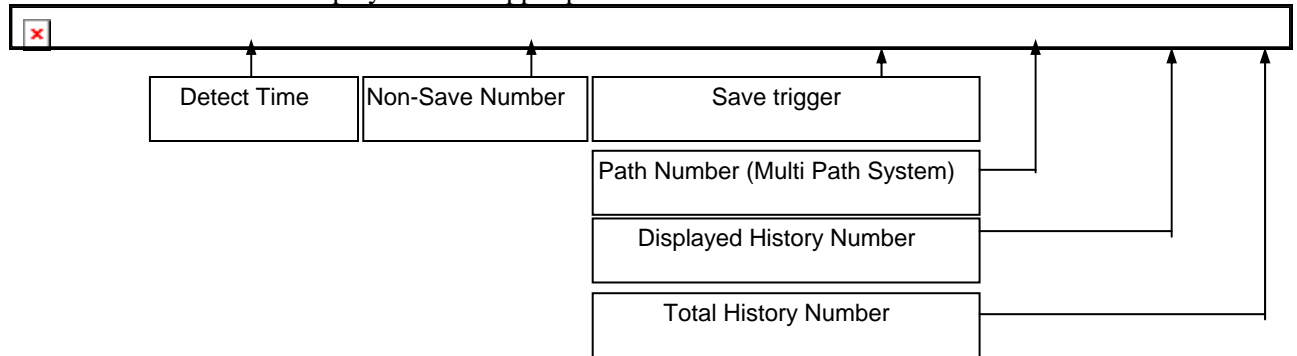 Detect Time
Non-Save Number
Save trigger
Path Number (Multi Path System)
Displayed History Number
Total History Number